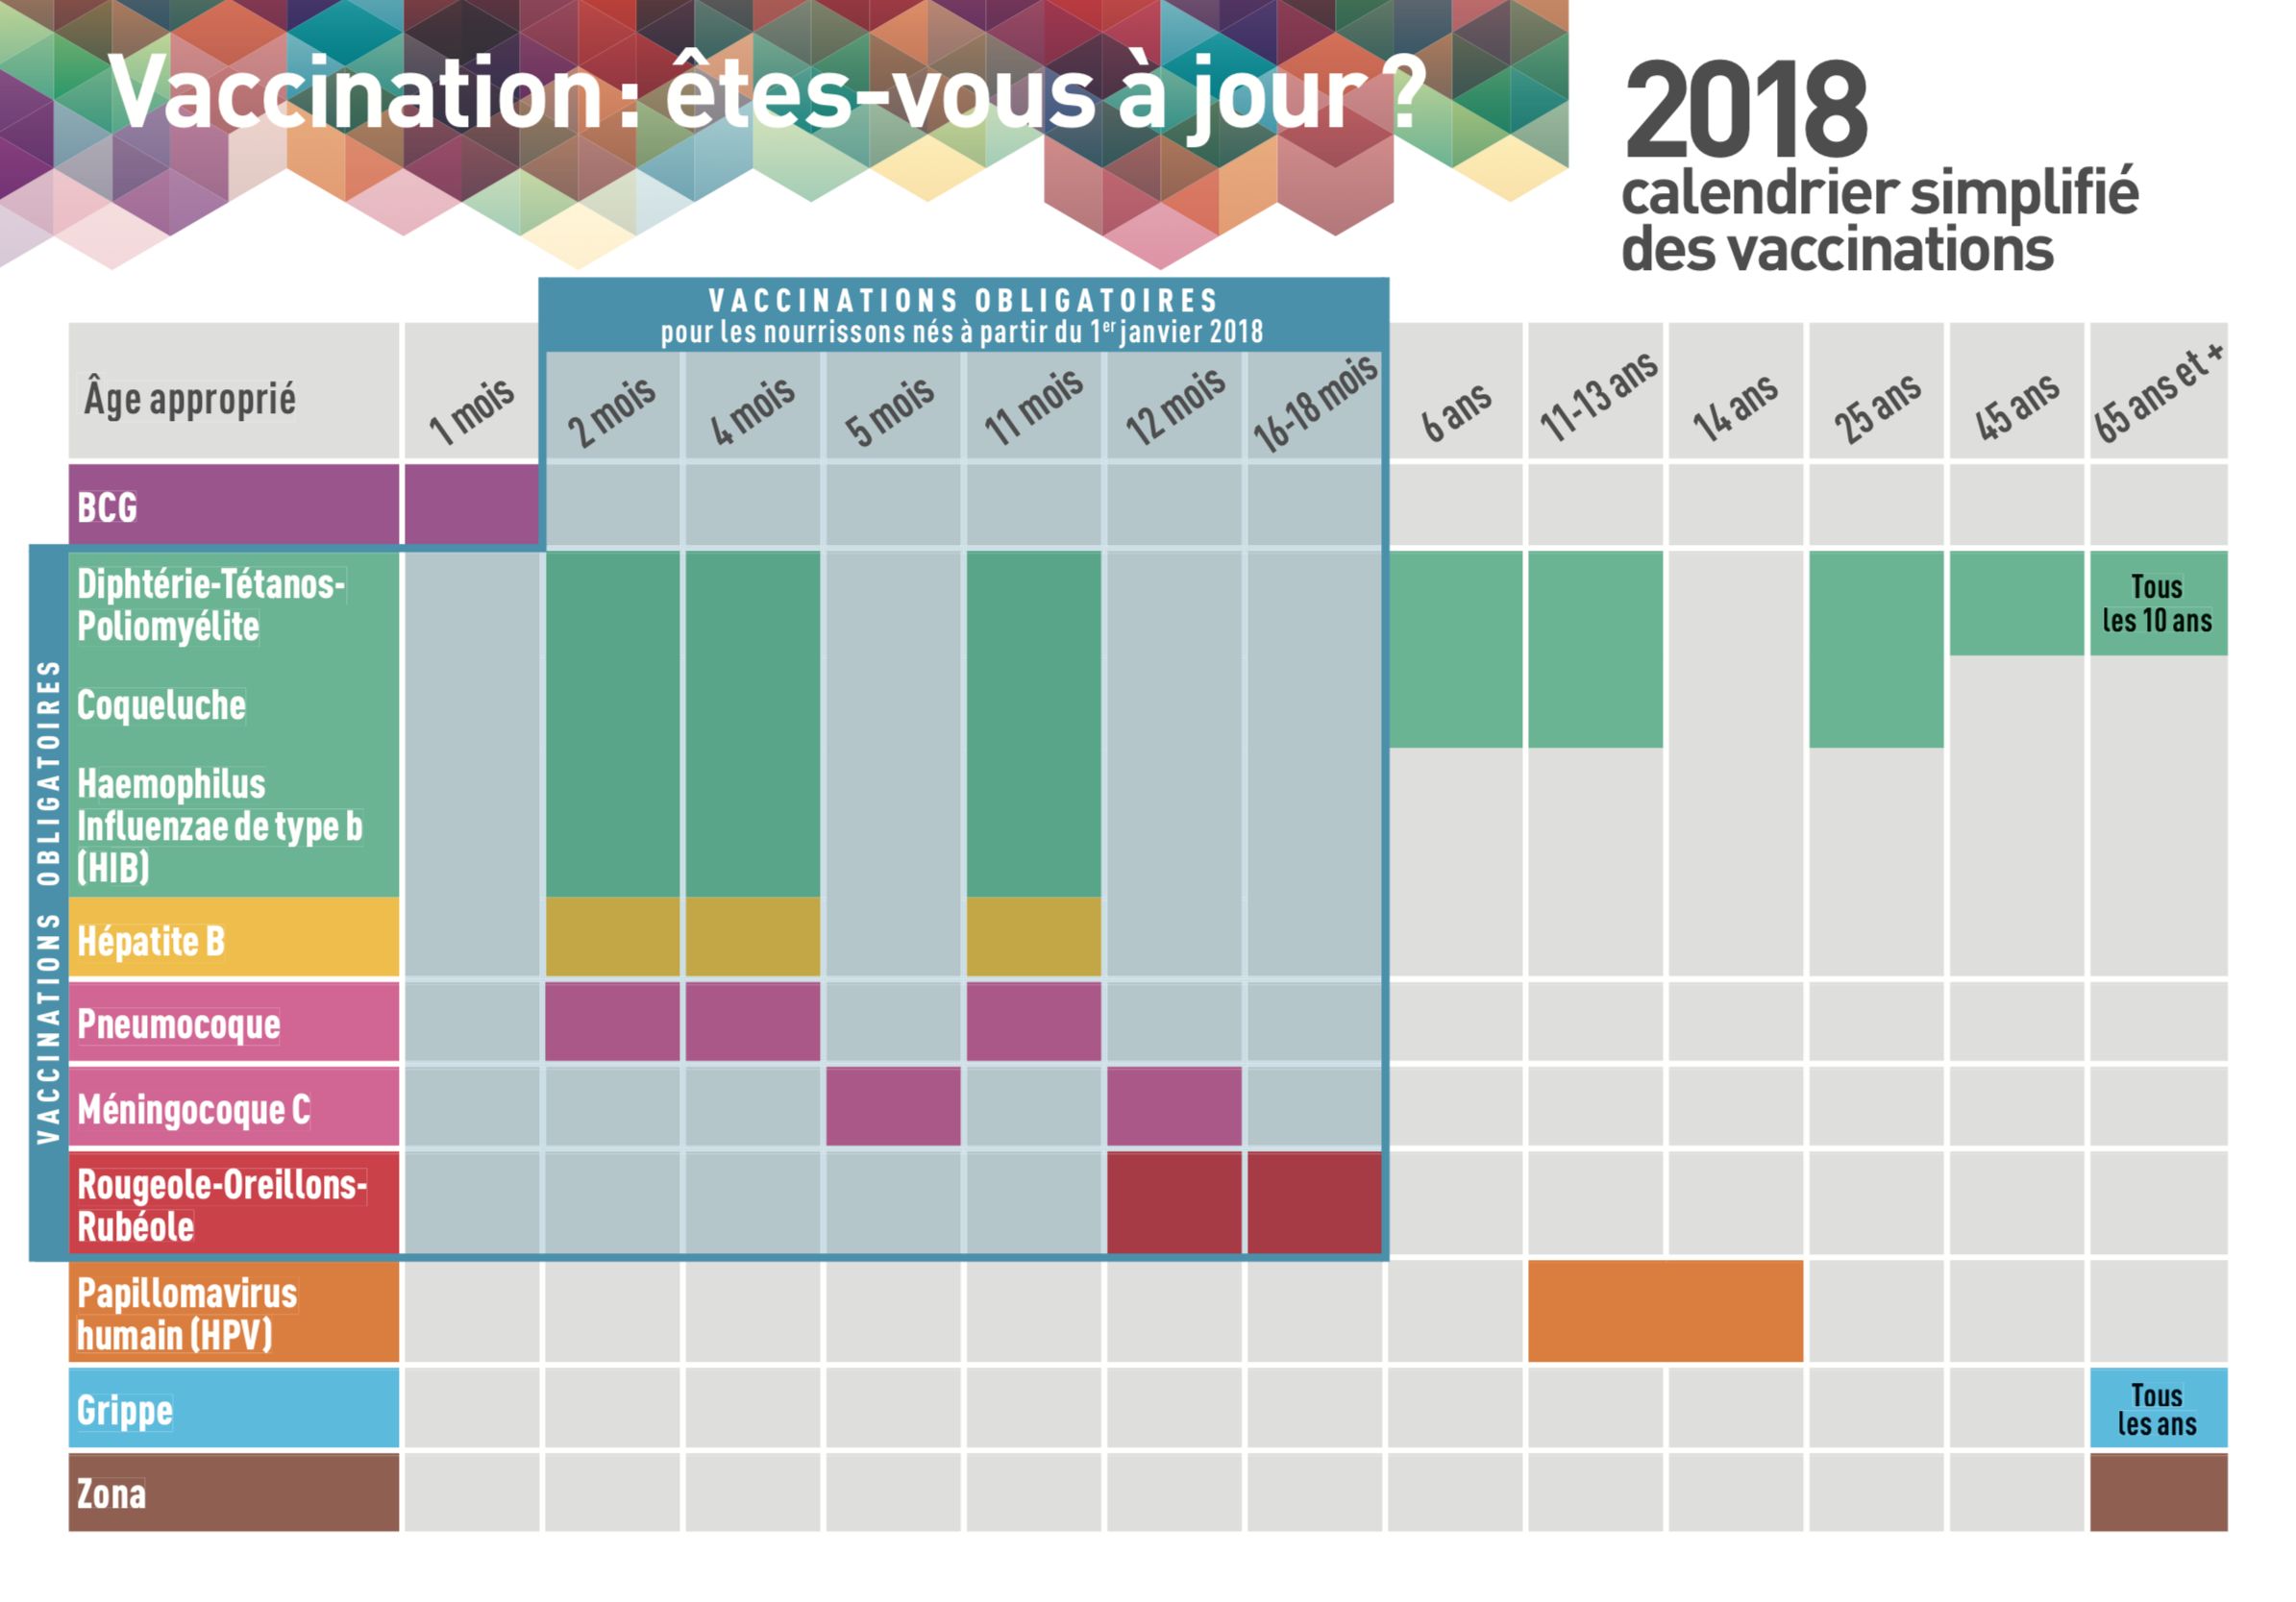 Vaccination : êtes-vous à jour ?
2018
calendrier simplifié
des vaccinations
VACCINATIONS OBLIGATOIRES
pour les nourrissons nés à partir du 1er janvier 2018
Âge approprié
1 mois
2 mois
4 mois
5 mois
11 mois
12 mois
16-18 mois
6 ans
11-13 ans
14 ans
25 ans
45 ans
65 ans et +
BCG
VACCINATIONS OBLIGATOIRES
Diphtérie-Tétanos-
Poliomyélite
Tous
les 10 ans
Coqueluche
Haemophilus
Influenzae de type b
(HIB)
Hépatite B
Pneumocoque
Méningocoque C
Rougeole-Oreillons-
Rubéole
Papillomavirus
humain (HPV)
Grippe
Tous
les ans
Zona